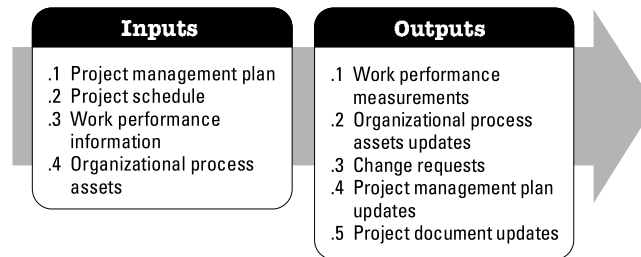 Inputs
.1 Project management plan
.2 Project schedule
.3 Work performance
information
.4 Organizational process
assets
Outputs
.1 Work performance
measurements
.2 Organizational process
assets updates
.3 Change requests
.4 Project management plan
updates
.5 Project document updates